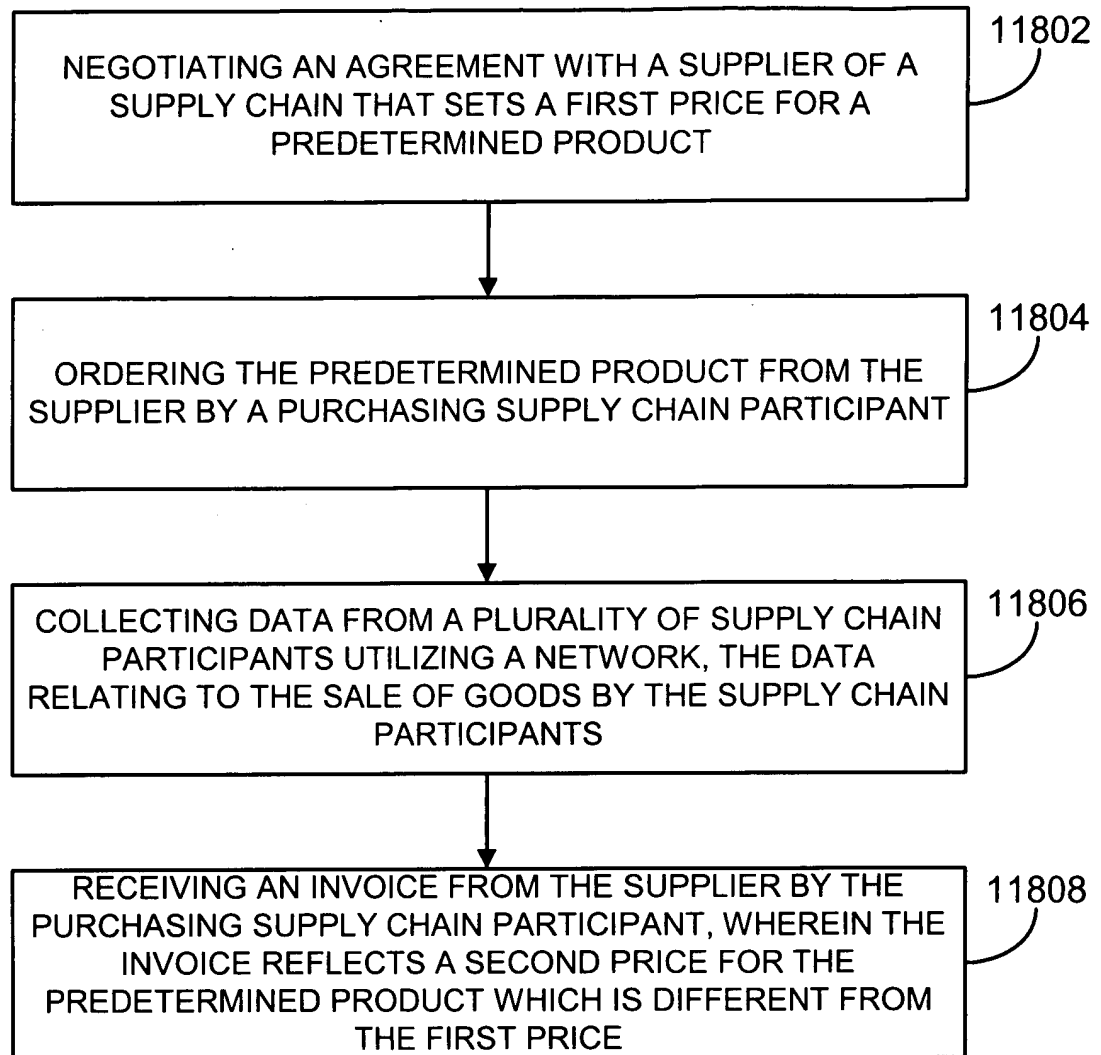 11802
NEGOTIATING AN AGREEMENT WITH A SUPPLIER OF A
SUPPLY CHAIN THAT SETS A FIRST PRICE FOR A
PREDETERMINED PRODUCT
11804
ORDERING THE PREDETERMINED PRODUCT FROM THE
SUPPLIER BY A PURCHASING SUPPLY CHAIN PARTICIPANT
11806
COLLECTING DATA FROM A PLURALITY OF SUPPLY CHAIN
PARTICIPANTS UTILIZING A NETWORK, THE DATA
RELATING TO THE SALE OF GOODS BY THE SUPPLY CHAIN
PARTICIPANTS
11808
RECEIVING AN INVOICE FROM THE SUPPLIER BY THE
PURCHASING SUPPLY CHAIN PARTICIPANT, WHEREIN THE
INVOICE REFLECTS A SECOND PRICE FOR THE
PREDETERMINED PRODUCT WHICH IS DIFFERENT FROM
THE FIRST PRICE